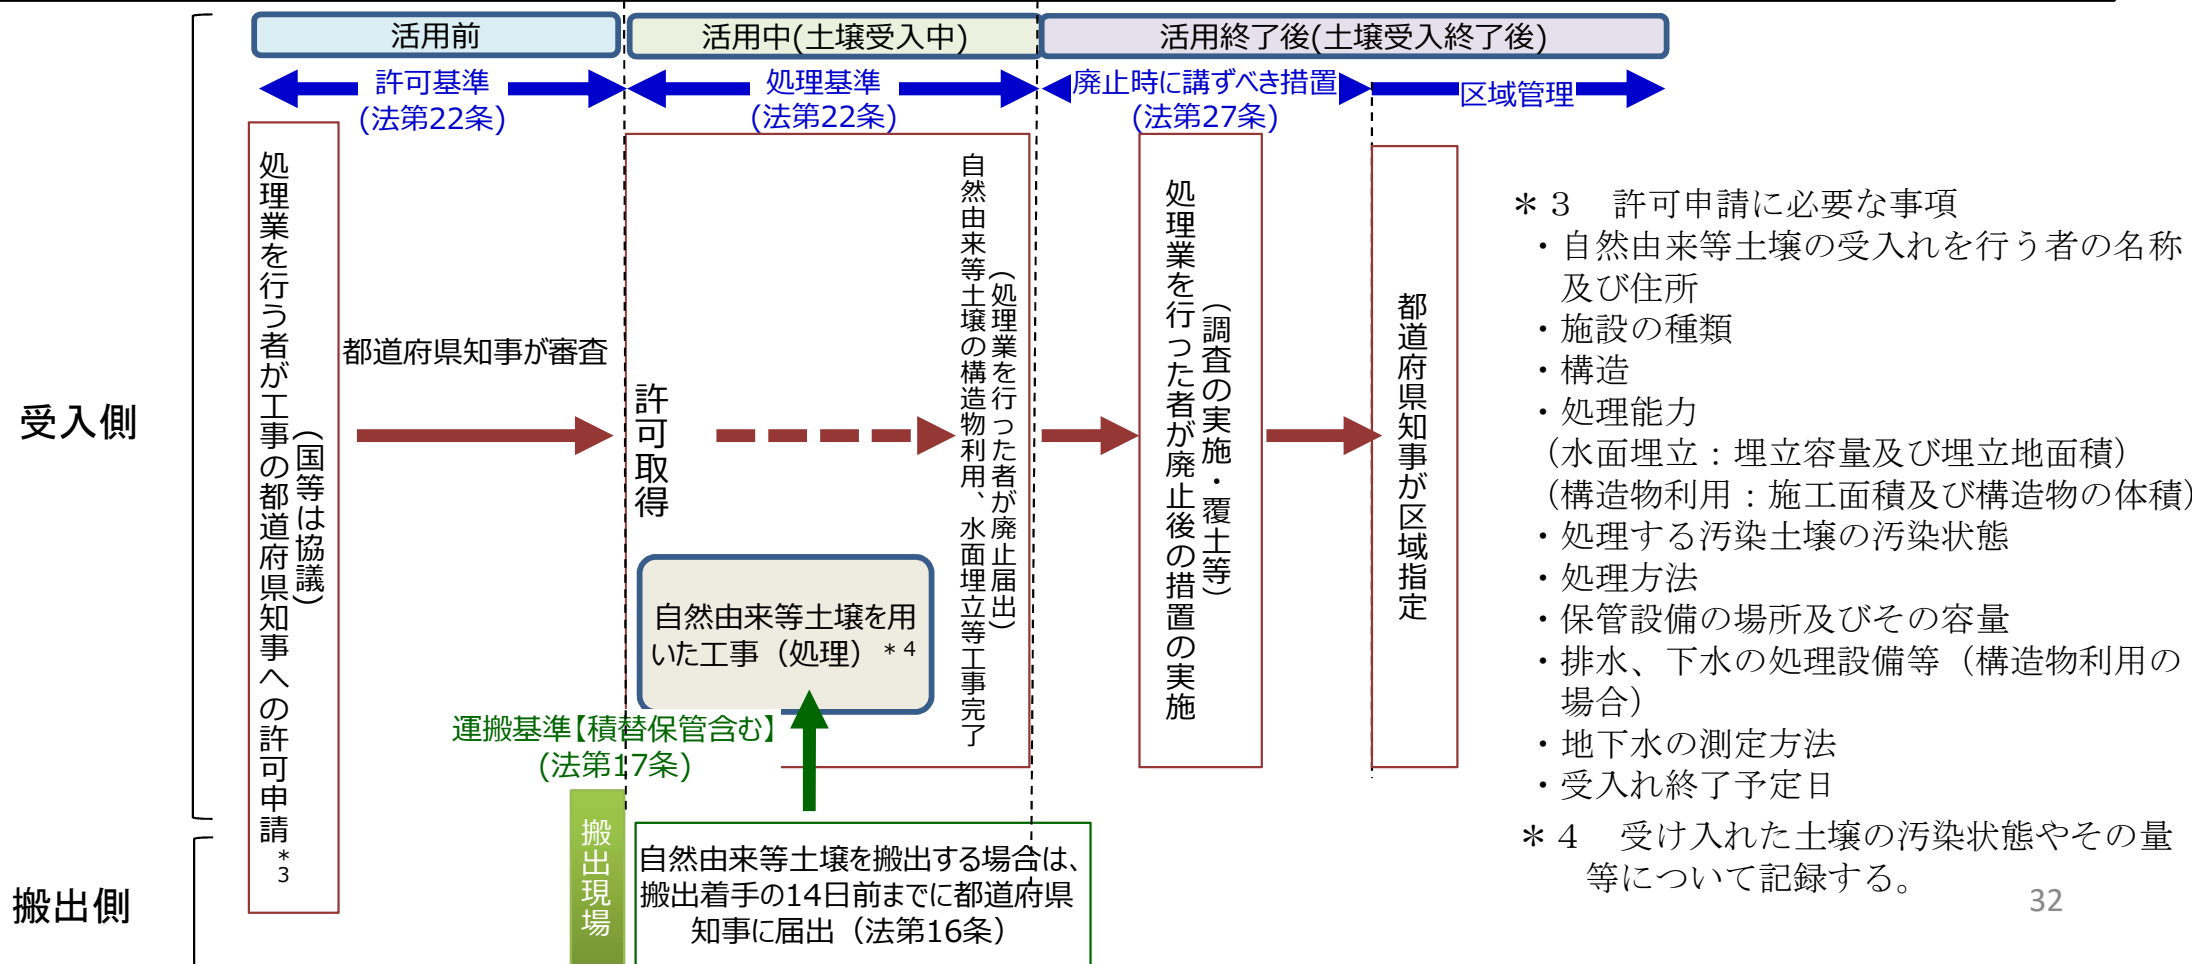 活用前
活用中(土壌受入中)
活用終了後(土壌受入終了後)
許可基準
(法第22条)
処理基準
(法第22条)
廃止時に講ずべき措置
(法第27条)
区域管理
受入側
処理業を行う者が工事の都道府県知事への許可申請*3
(国等は協議)
都道府県知事が審査
許可取得
自然由来等土壌の構造物利用、水面埋立等工事完了
(処理業を行った者が廃止届出)
処理業を行った者が廃止後の措置の実施
(調査の実施・覆土等)
都道府県知事が区域指定
自然由来等土壌を用
いた工事（処理）*4
運搬基準【積替保管含む】
(法第17条)
搬出側
搬出現場
自然由来等土壌を搬出する場合は、
搬出着手の14日前までに都道府県
知事に届出（法第16条）
＊３　許可申請に必要な事項
・自然由来等土壌の受入れを行う者の名称
及び住所
・施設の種類
・構造
・処理能力
（水面埋立：埋立容量及び埋立地面積）
（構造物利用：施工面積及び構造物の体積）
・処理する汚染土壌の汚染状態
・処理方法
・保管設備の場所及びその容量
・排水、下水の処理設備等（構造物利用の
場合）
・地下水の測定方法
・受入れ終了予定日
＊４　受け入れた土壌の汚染状態やその量
等について記録する。
32